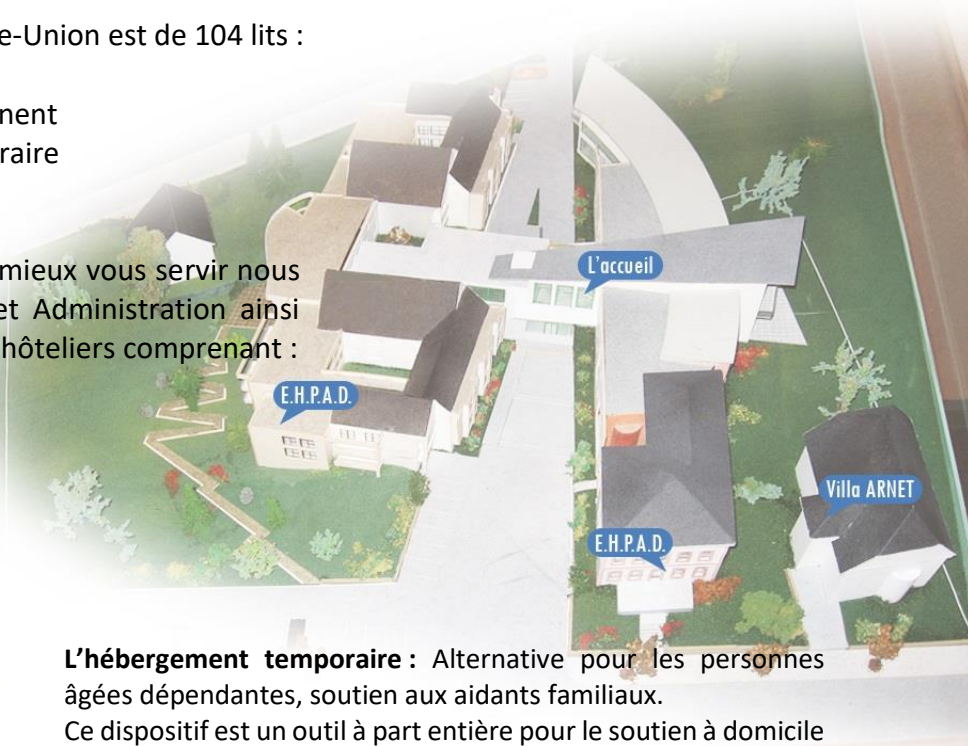 e-Union est de 104 lits :
nent
raire
mieux vous servir nous
et Administration ainsi
hôteliers comprenant :
L'accueil
E.H.P.A.D.
Villa ARNET
E.H.P.A.D.
L’hébergement temporaire : Alternative pour les personnes
âgées dépendantes, soutien aux aidants familiaux.
Ce dispositif est un outil à part entière pour le soutien à domicile